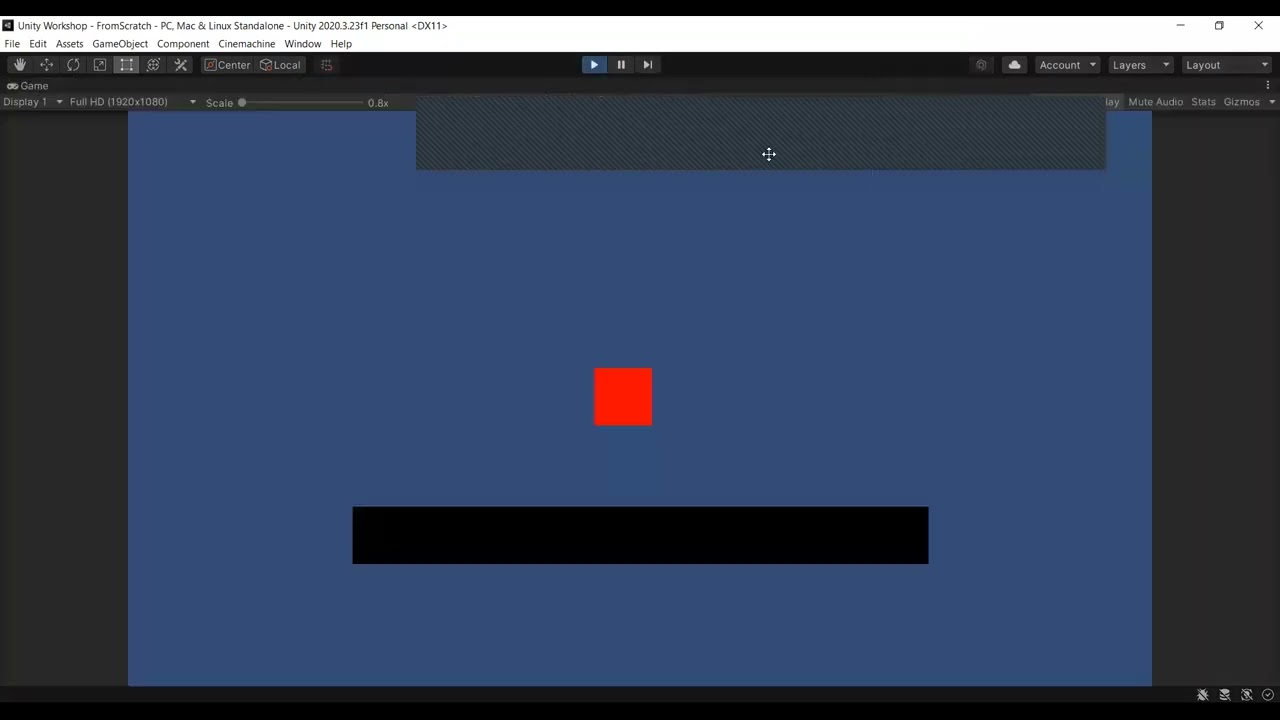 Unity Workshop - FromScratch - PC, Mac & Linux Standalone - Unity 2020.3.23f1 Personal <DX11>
File Edit Assets GameObject Component Cinemachine Window Help
Center Local Account Layers Layout
Game
Display 1 Full HD (1920x1080) Scale 0.8x lay Mute Audio Stats Gizmos